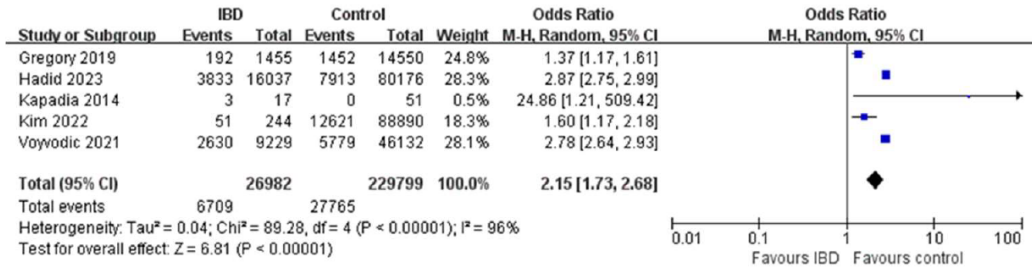 IBD Control Odds Ratio Odds Ratio
Study or Subgroup Events Total Events Total Weight M-H, Random, 95% CI M-H, Random, 95% CI
Gregory 2019 192 1455 1452 14550 24.8% 1.37 [1.17, 1.61]
Hadid 2023 3833 16037 7913 80176 28.3% 2.87 [2.75, 2.99]
Kapadia 2014 3 17 0 51 0.5% 24.86 [1.21, 509.42]
Kim 2022 51 244 12621 88890 18.3% 1.60 [1.17, 2.18]
Voywodic 2021 2630 9229 5779 46132 28.1% 2.78 [2.64, 2.93]
Total (95% CI) 26982 229799 100.0% 2.15 [1.73, 2.68]
Total events 6709 27765
Heterogeneity: Tau² = 0.04; Chi² = 89.28, df = 4 (P < 0.00001); I² = 96%
Test for overall effect: Z = 6.81 (P < 0.00001)
0.01 0.1 1 10 100
Favours IBD Favours control